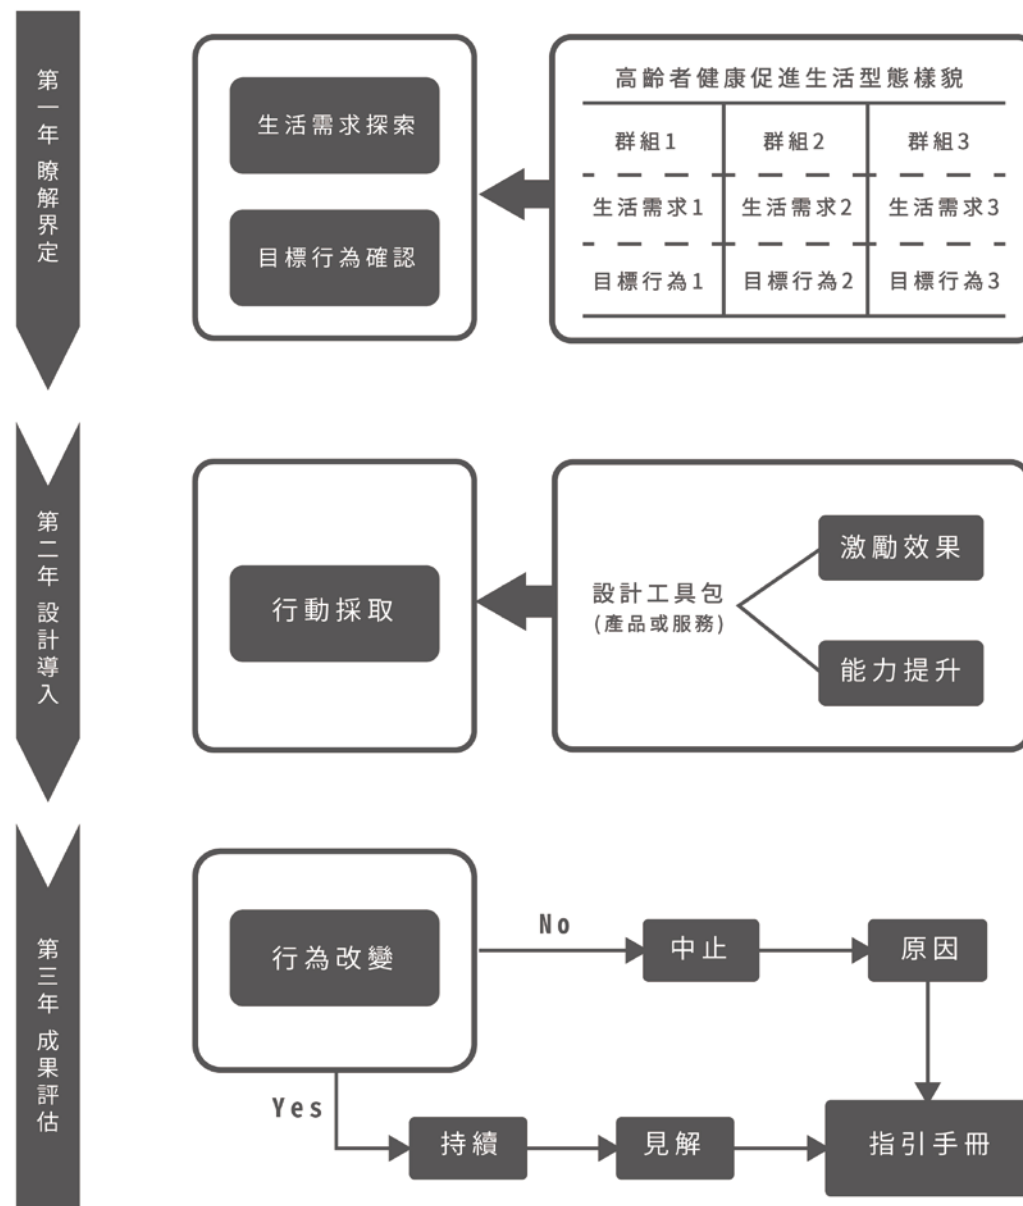 第一年 瞭解界定
生活需求探索
目標行為確認
高齡者健康促進生活型態樣貌
群組1 群組2 群組3
生活需求1 生活需求2 生活需求3
目標行為1 目標行為2 目標行為3
第二年 設計導入
行動採取
設計工具包
(產品或服務)
激勵效果
能力提升
第三年 成果評估
行為改變
No
中止
原因
Yes
持續
見解
指引手冊